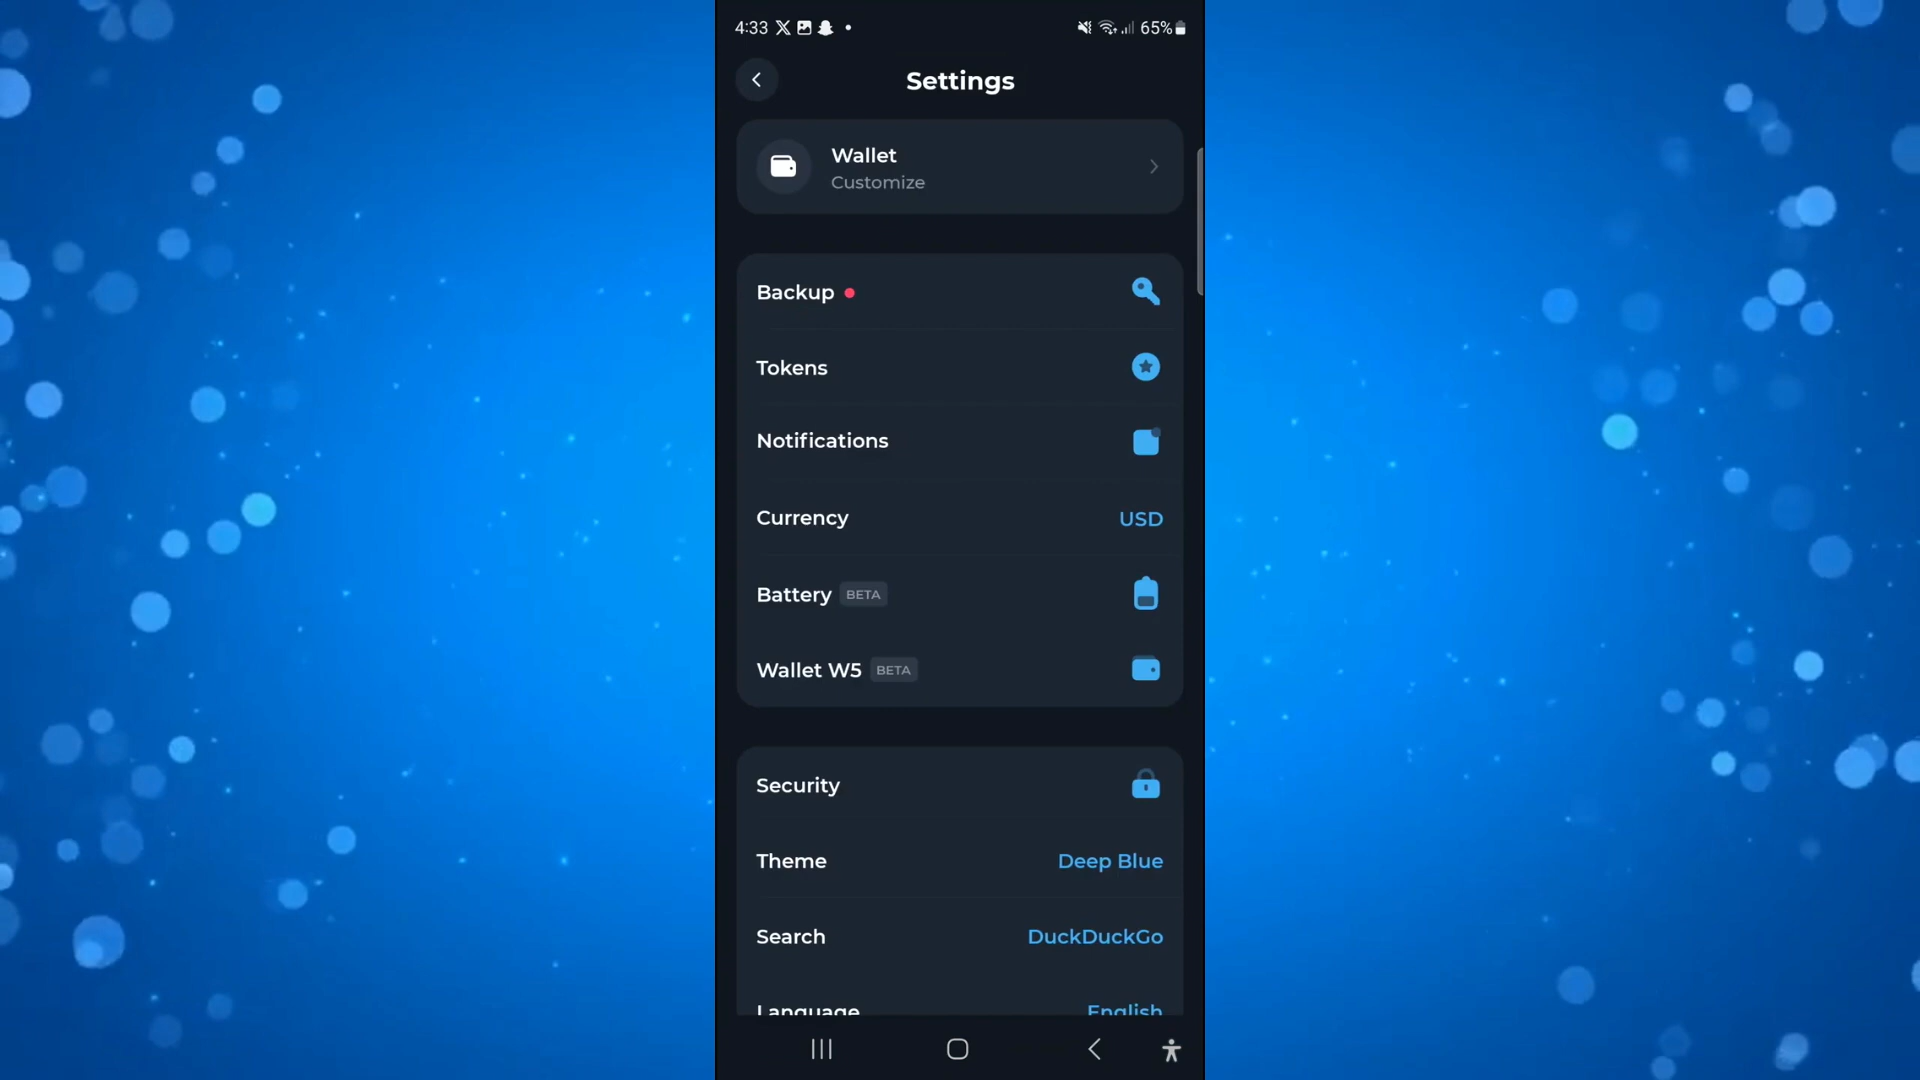 4:33
65%
Settings
Wallet
Customize
Backup
Tokens
Notifications
Currency USD
Battery BETA
Wallet W5 BETA
Security
Theme Deep Blue
Search DuckDuckGo
Language English